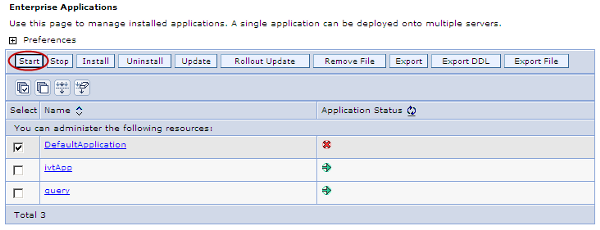 Enterprise Applications
Use this page to manage installed applications. A single application can be deployed onto multiple servers.
Preferences
Start Stop Install Uninstall Update Rollout Update Remove File Export Export DDL Export File
Select Name Application Status
You can administer the following resources:
DefaultApplication
ivtApp
query
Total 3